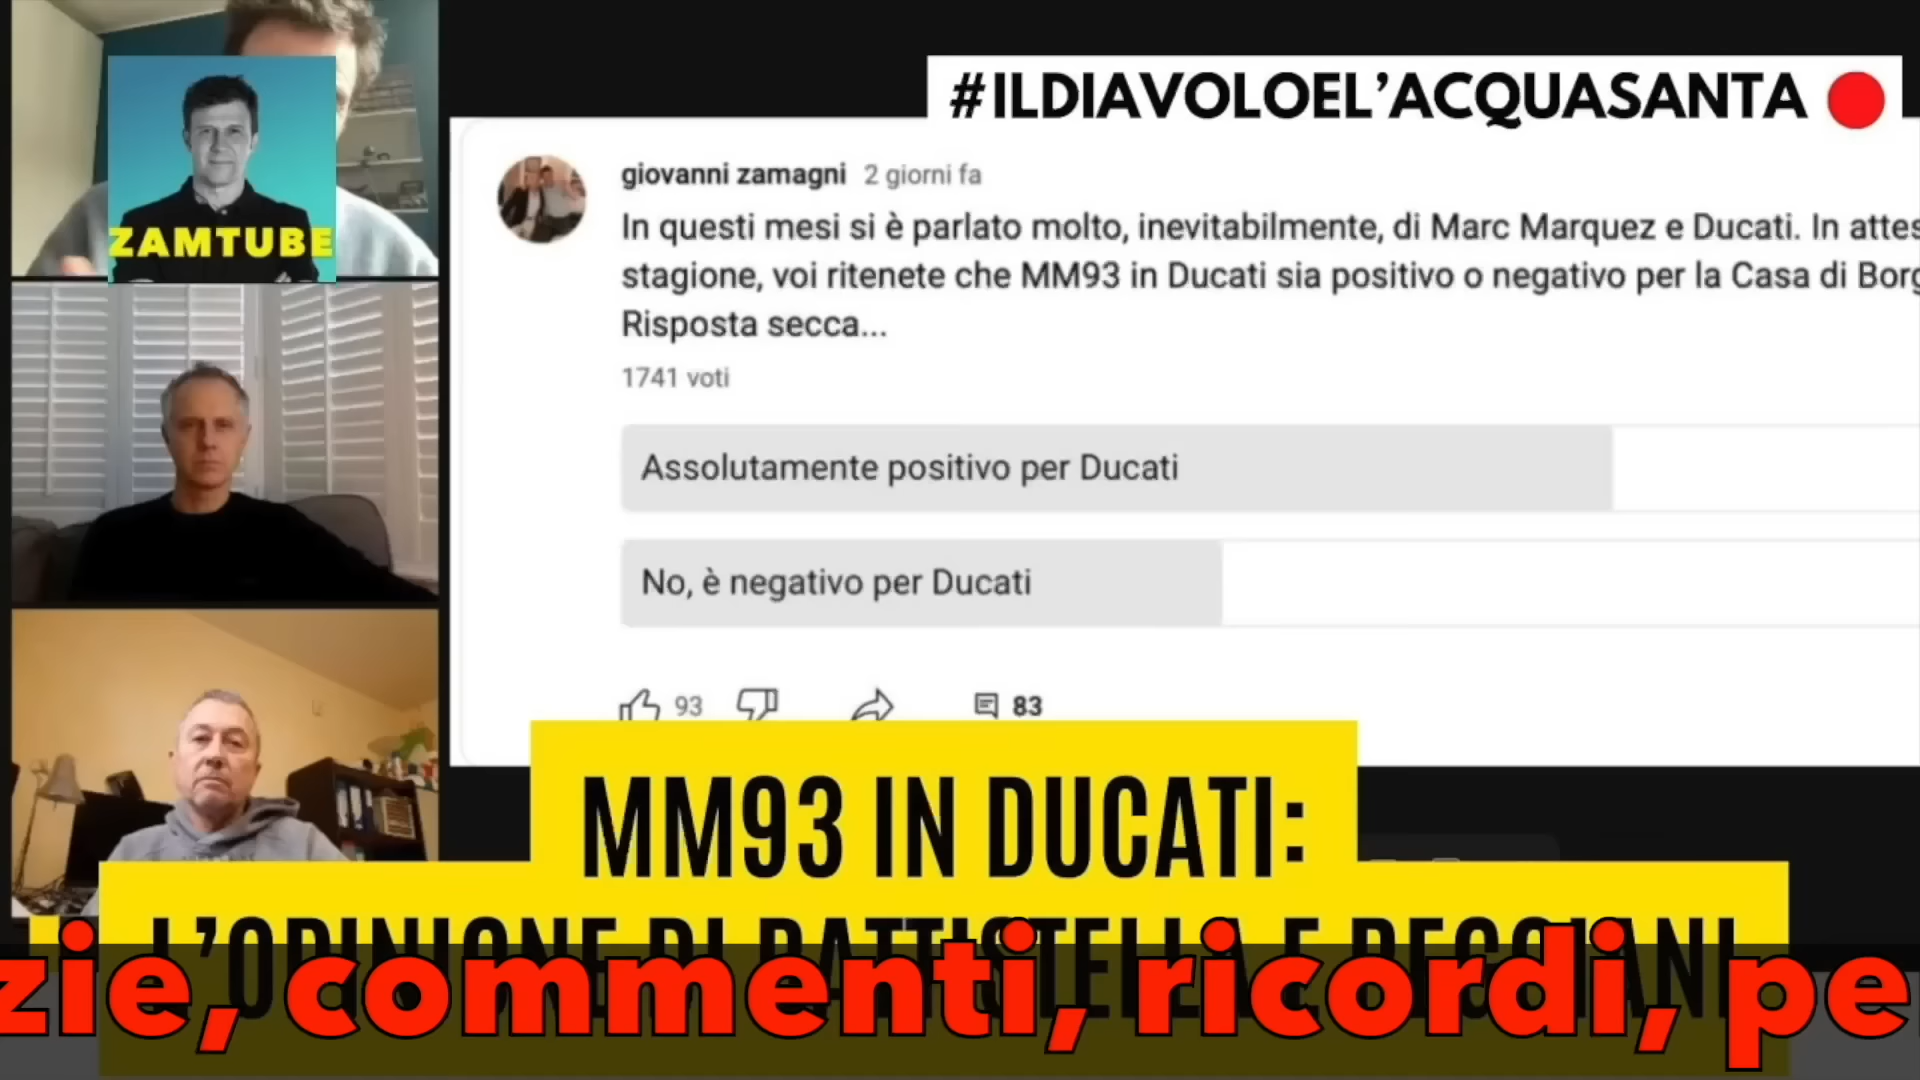 #ILDIAVOLOEL'ACQUASANTA
ZAMTUBE
giovanni zamagni 2 giorni fa
In questi mesi si è parlato molto, inevitabilmente, di Marc Marquez e Ducati. In attes
stagione, voi ritenete che MM93 in Ducati sia positivo o negativo per la Casa di Borg
Risposta secca...
1741 voti
Assolutamente positivo per Ducati
No, è negativo per Ducati
93 83
MM93 IN DUCATI:
L'OPINIONE DI BATTISTELLA E
zie, commenti, ricordi, pe